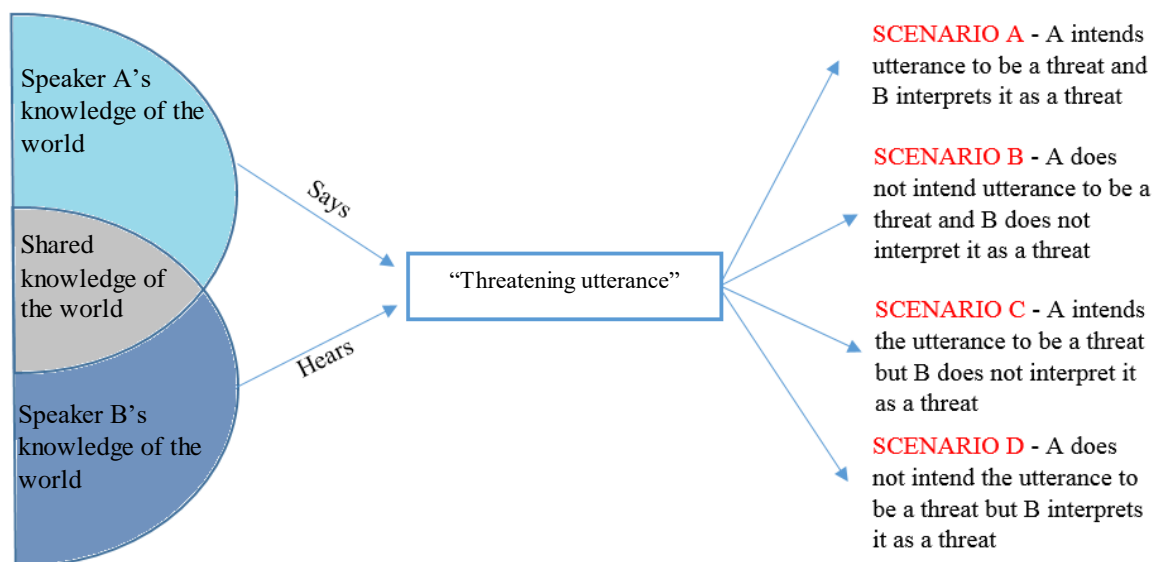 Speaker A’s
knowledge of the
world
Shared
knowledge of
the world
Speaker B’s
knowledge of the
world
Says
Hears
“Threatening utterance”
SCENARIO A - A intends
utterance to be a threat and
B interprets it as a threat
SCENARIO B - A does
not intend utterance to be a
threat and B does not
interpret it as a threat
SCENARIO C - A intends
the utterance to be a threat
but B does not interpret it
as a threat
SCENARIO D - A does
not intend the utterance to
be a threat but B interprets
it as a threat